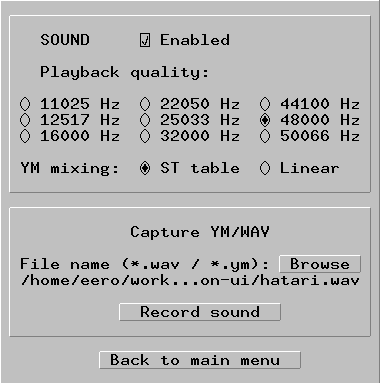 SOUND Enabled
Playback quality:
11025 Hz 22050 Hz 44100 Hz
12517 Hz 25033 Hz 48000 Hz
16000 Hz 32000 Hz 50066 Hz
YM mixing: ST table Linear
Capture YM/WAV
File name (*.wav / *.ym): Browse
/home/eero/work...on-ui/hatari.wav
Record sound
Back to main menu